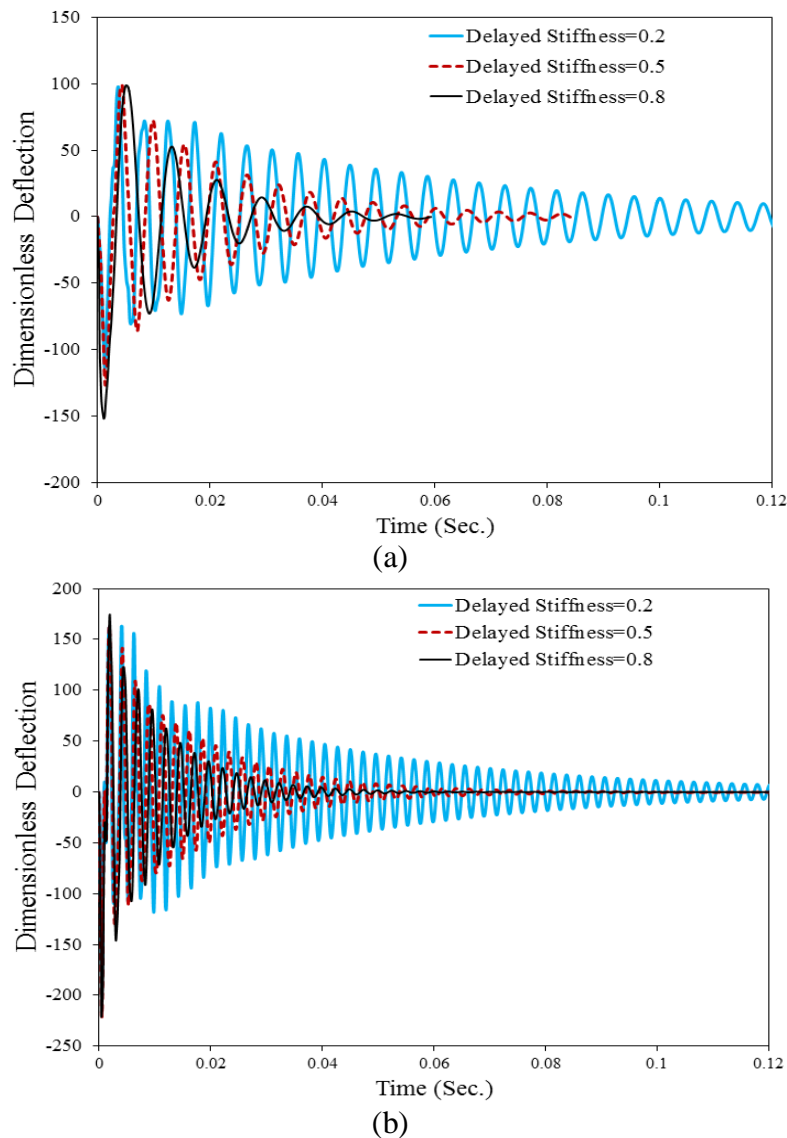 150
100
50
0
-50
-100
-150
-200
Dimensionless Deflection
Delayed Stiffness=0.2
Delayed Stiffness=0.5
Delayed Stiffness=0.8
0 0.02 0.04 0.06 0.08 0.1 0.12
Time (Sec.)
(a)
200
150
100
50
0
-50
-100
-150
-200
-250
Dimensionless Deflection
Delayed Stiffness=0.2
Delayed Stiffness=0.5
Delayed Stiffness=0.8
0 0.02 0.04 0.06 0.08 0.1 0.12
Time (Sec.)
(b)